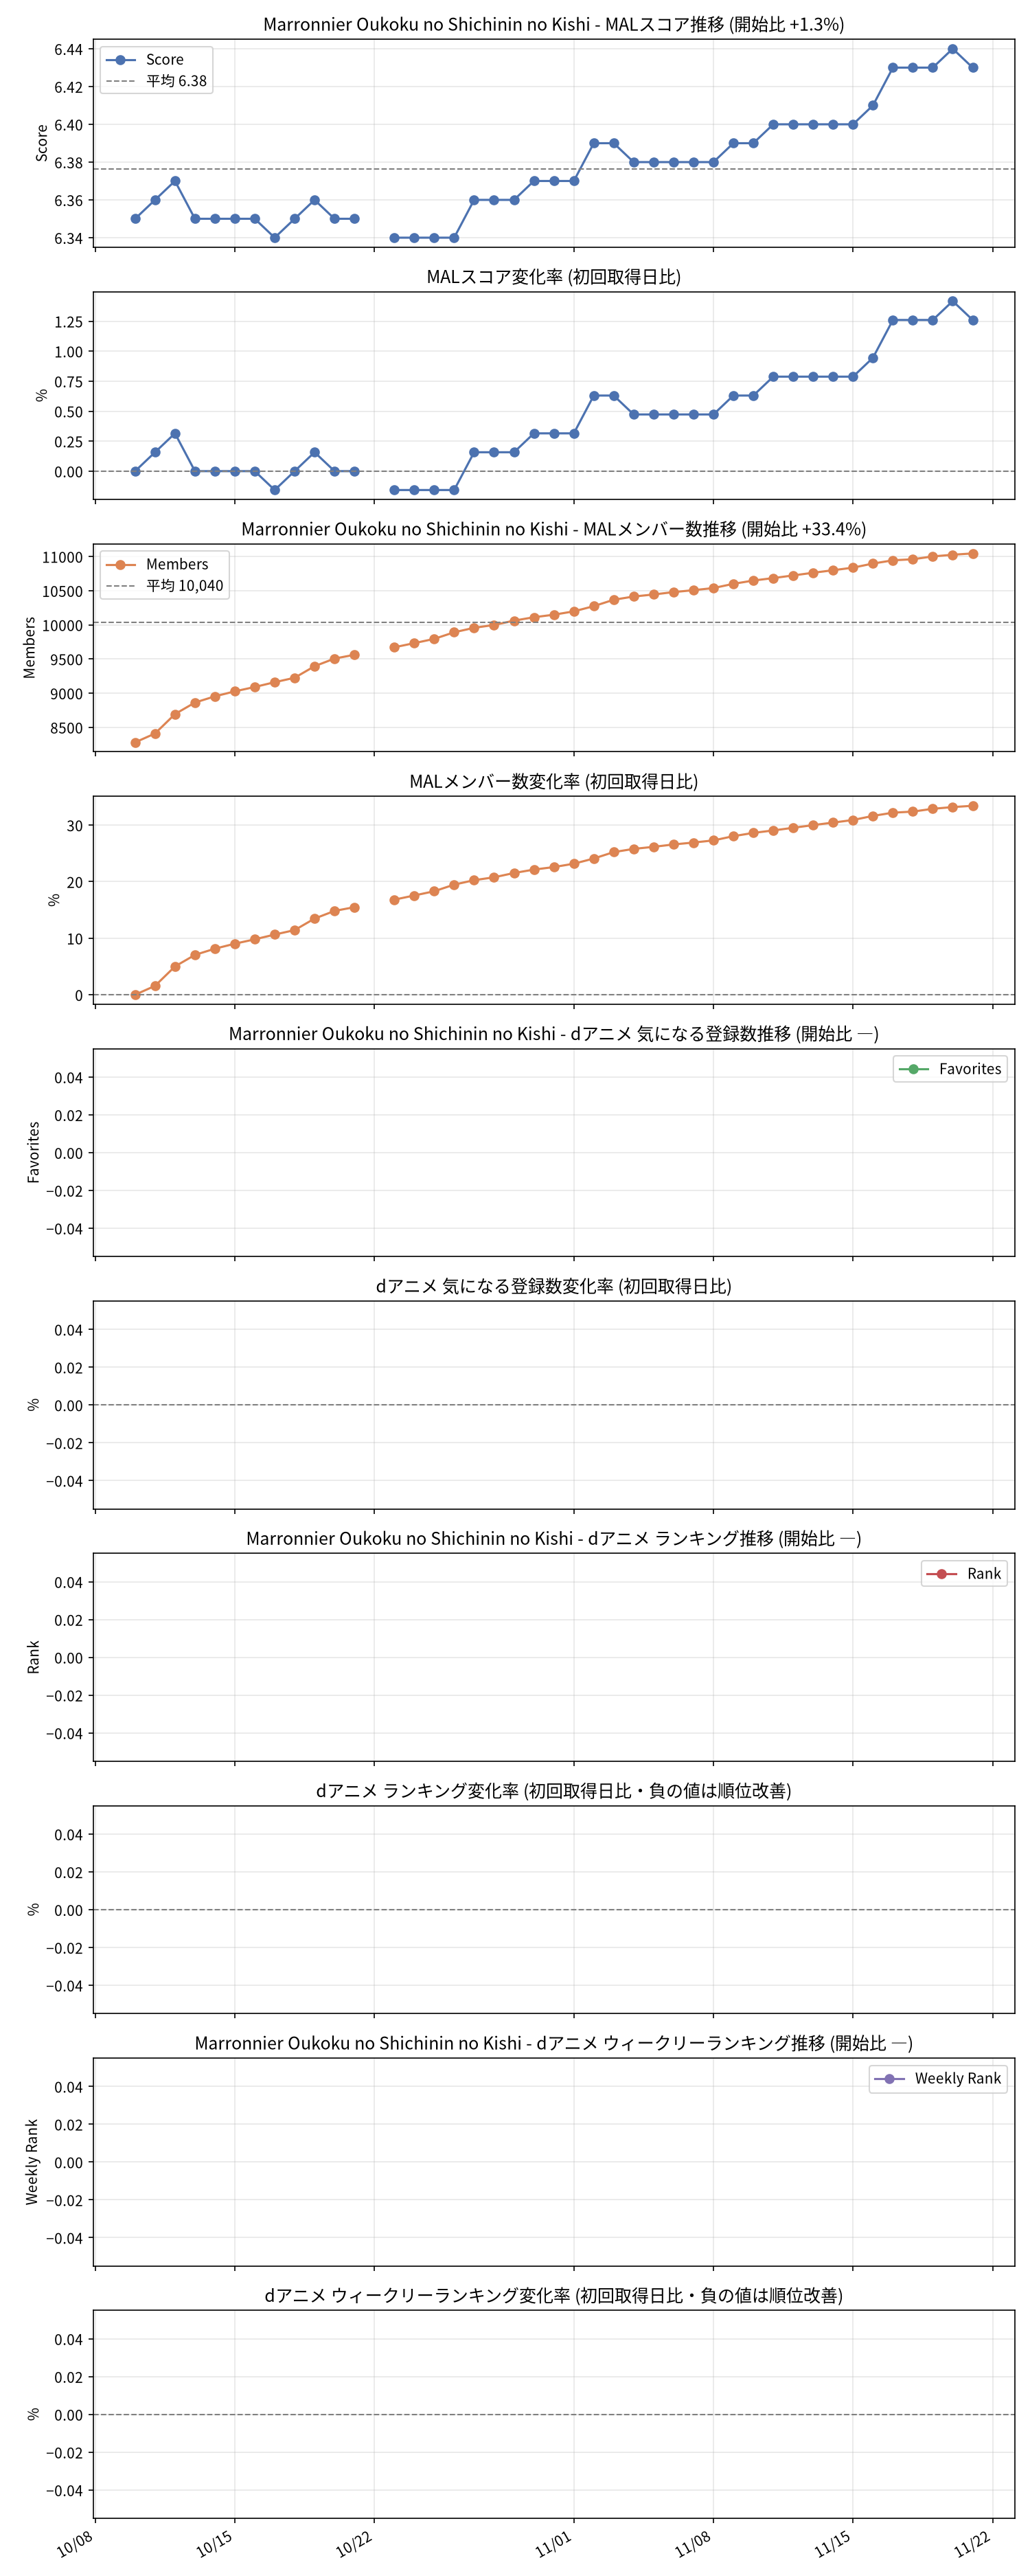 Marronnier Oukoku no Shichinin no Kishi - MALスコア推移 (開始比 +1.3%)
Score
6.44
6.42
6.40
6.38
6.36
6.34
Score
平均 6.38
MALスコア変化率 (初回取得日比)
%
1.25
1.00
0.75
0.50
0.25
0.00
Marronnier Oukoku no Shichinin no Kishi - MALメンバー数推移 (開始比 +33.4%)
Members
11000
10500
10000
9500
9000
8500
Members
平均 10,040
MALメンバー数変化率 (初回取得日比)
%
30
20
10
0
Marronnier Oukoku no Shichinin no Kishi - dアニメ 気になる登録数推移 (開始比 —)
Favorites
0.04
0.02
0.00
−0.02
−0.04
Favorites
dアニメ 気になる登録数変化率 (初回取得日比)
%
0.04
0.02
0.00
−0.02
−0.04
Marronnier Oukoku no Shichinin no Kishi - dアニメ ランキング推移 (開始比 —)
Rank
0.04
0.02
0.00
−0.02
−0.04
Rank
dアニメ ランキング変化率 (初回取得日比・負の値は順位改善)
%
0.04
0.02
0.00
−0.02
−0.04
Marronnier Oukoku no Shichinin no Kishi - dアニメ ウィークリーランキング推移 (開始比 —)
Weekly Rank
0.04
0.02
0.00
−0.02
−0.04
Weekly Rank
dアニメ ウィークリーランキング変化率 (初回取得日比・負の値は順位改善)
%
0.04
0.02
0.00
−0.02
−0.04
10/08
10/15
10/22
11/01
11/08
11/15
11/22